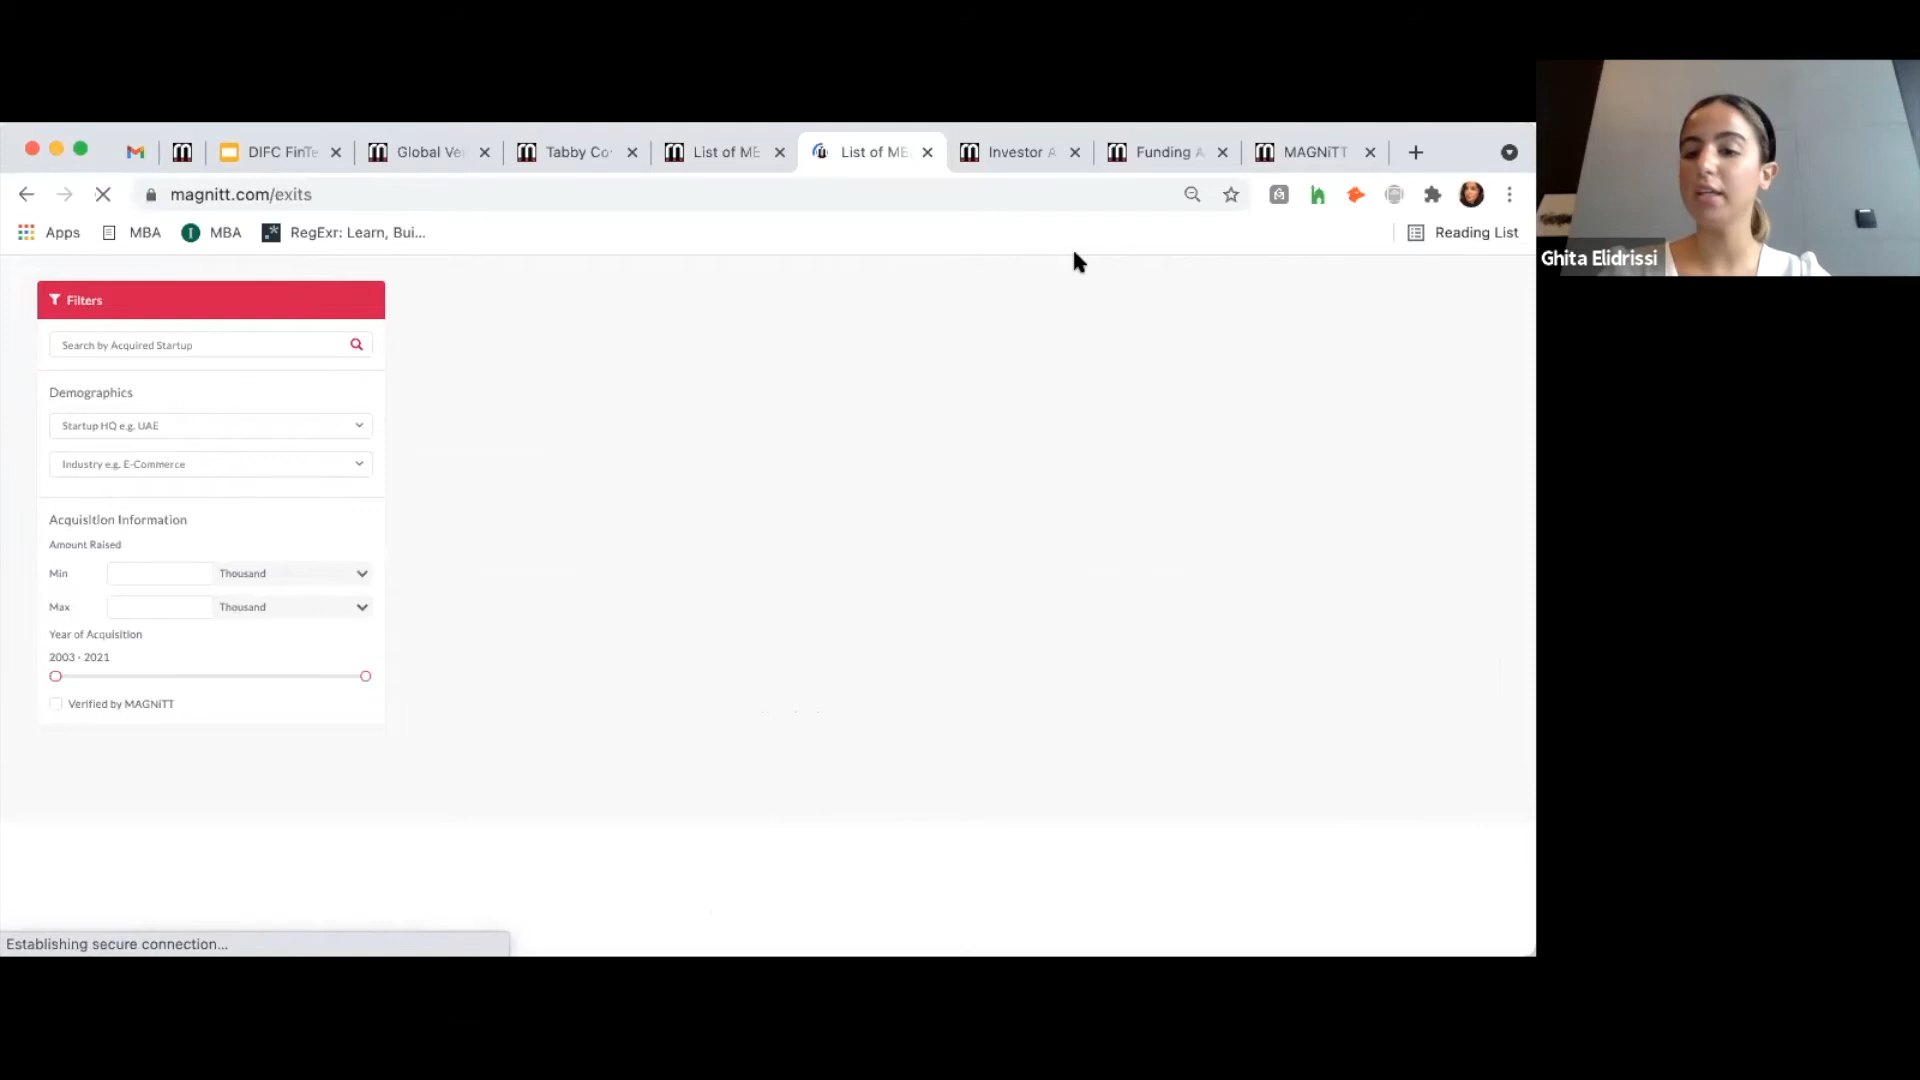 DIFC FinTe
Global Ve
Tabby Co
List of ME
List of ME
Investor A
Funding A
MAGNiTT
magnitt.com/exits
Apps
MBA
MBA
RegExr: Learn, Bui...
Reading List
Ghita Elidrissi
Filters
Search by Acquired Startup
Demographics
Startup HQ e.g. UAE
Industry e.g. E-Commerce
Acquisition Information
Amount Raised
Min
Thousand
Max
Thousand
Year of Acquisition
2003 - 2021
Verified by MAGNiTT
Establishing secure connection...